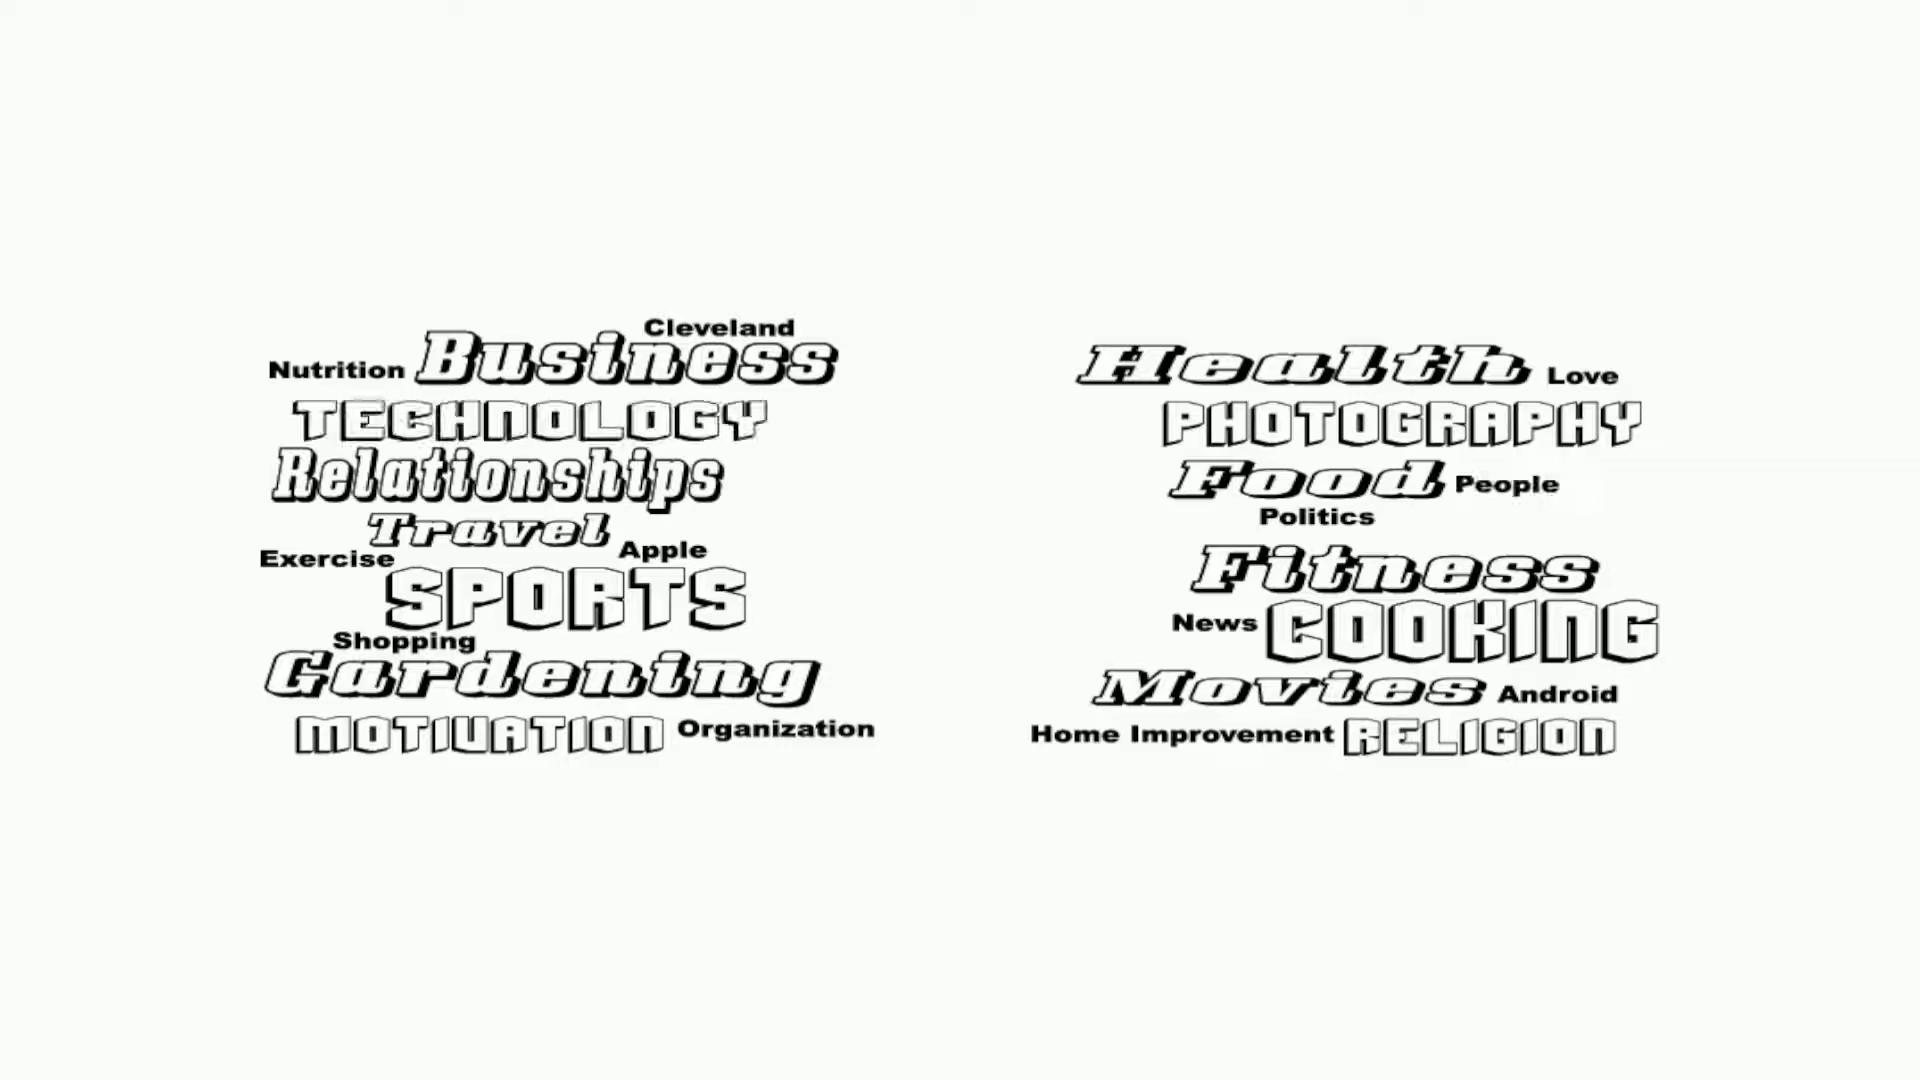 Cleveland
Nutrition Business
TECHNOLOGY
Relationships
Travel
Exercise Apple
SPORTS
Shopping
Gardening
MOTIVATION Organization
Health Love
PHOTOGRAPHY
Food People
Politics
Fitness
News COOKING
Movies Android
Home Improvement RELIGION